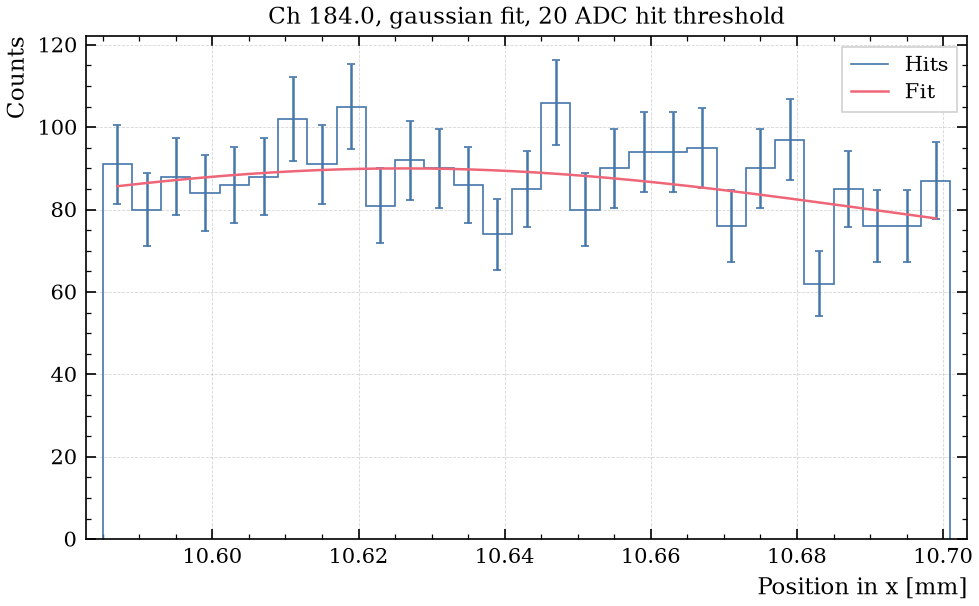 Ch 184.0, gaussian fit, 20 ADC hit threshold
Counts
120
100
80
60
40
20
0
Hits
Fit
10.60
10.62
10.64
10.66
10.68
10.70
Position in x [mm]